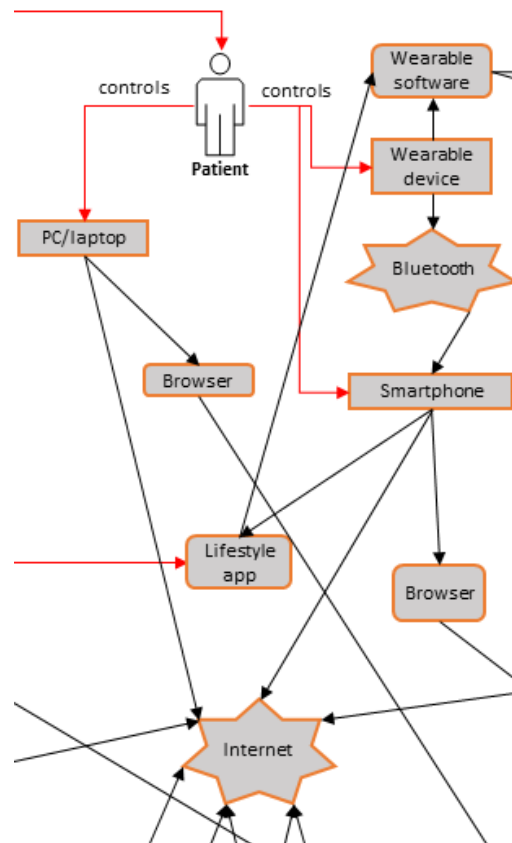 Wearable
software
controls
controls
Patient
Wearable
device
PC/laptop
Bluetooth
Browser
Smartphone
Lifestyle
app
Browser
Internet